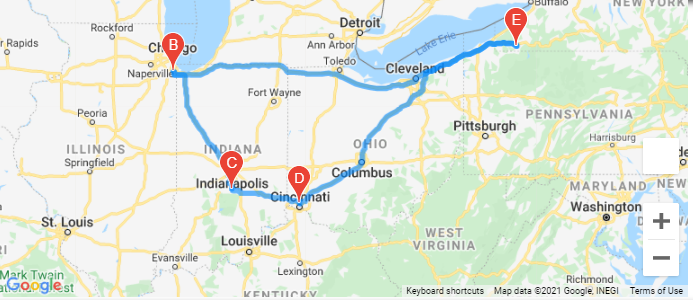 Buffalo
NEW YORK
Rockford
Detroit
E
B
Chicago
Ann Arbor
Lake Erie
Naperville
Toledo
Cleveland
Fort Wayne
PENNSYLVANIA
Peoria
Pittsburgh
ILLINOIS
INDIANA
OHIO
Harrisburg
Springfield
C
D
Columbus
Indianapolis
MARYLAND
Cincinnati
St. Louis
Washington
WEST
VIRGINIA
Louisville
Evansville
Lexington
Richmond
Mark Twain
KENTUCKY
Google
Keyboard shortcuts
Map data ©2021 Google, INEGI
Terms of Use